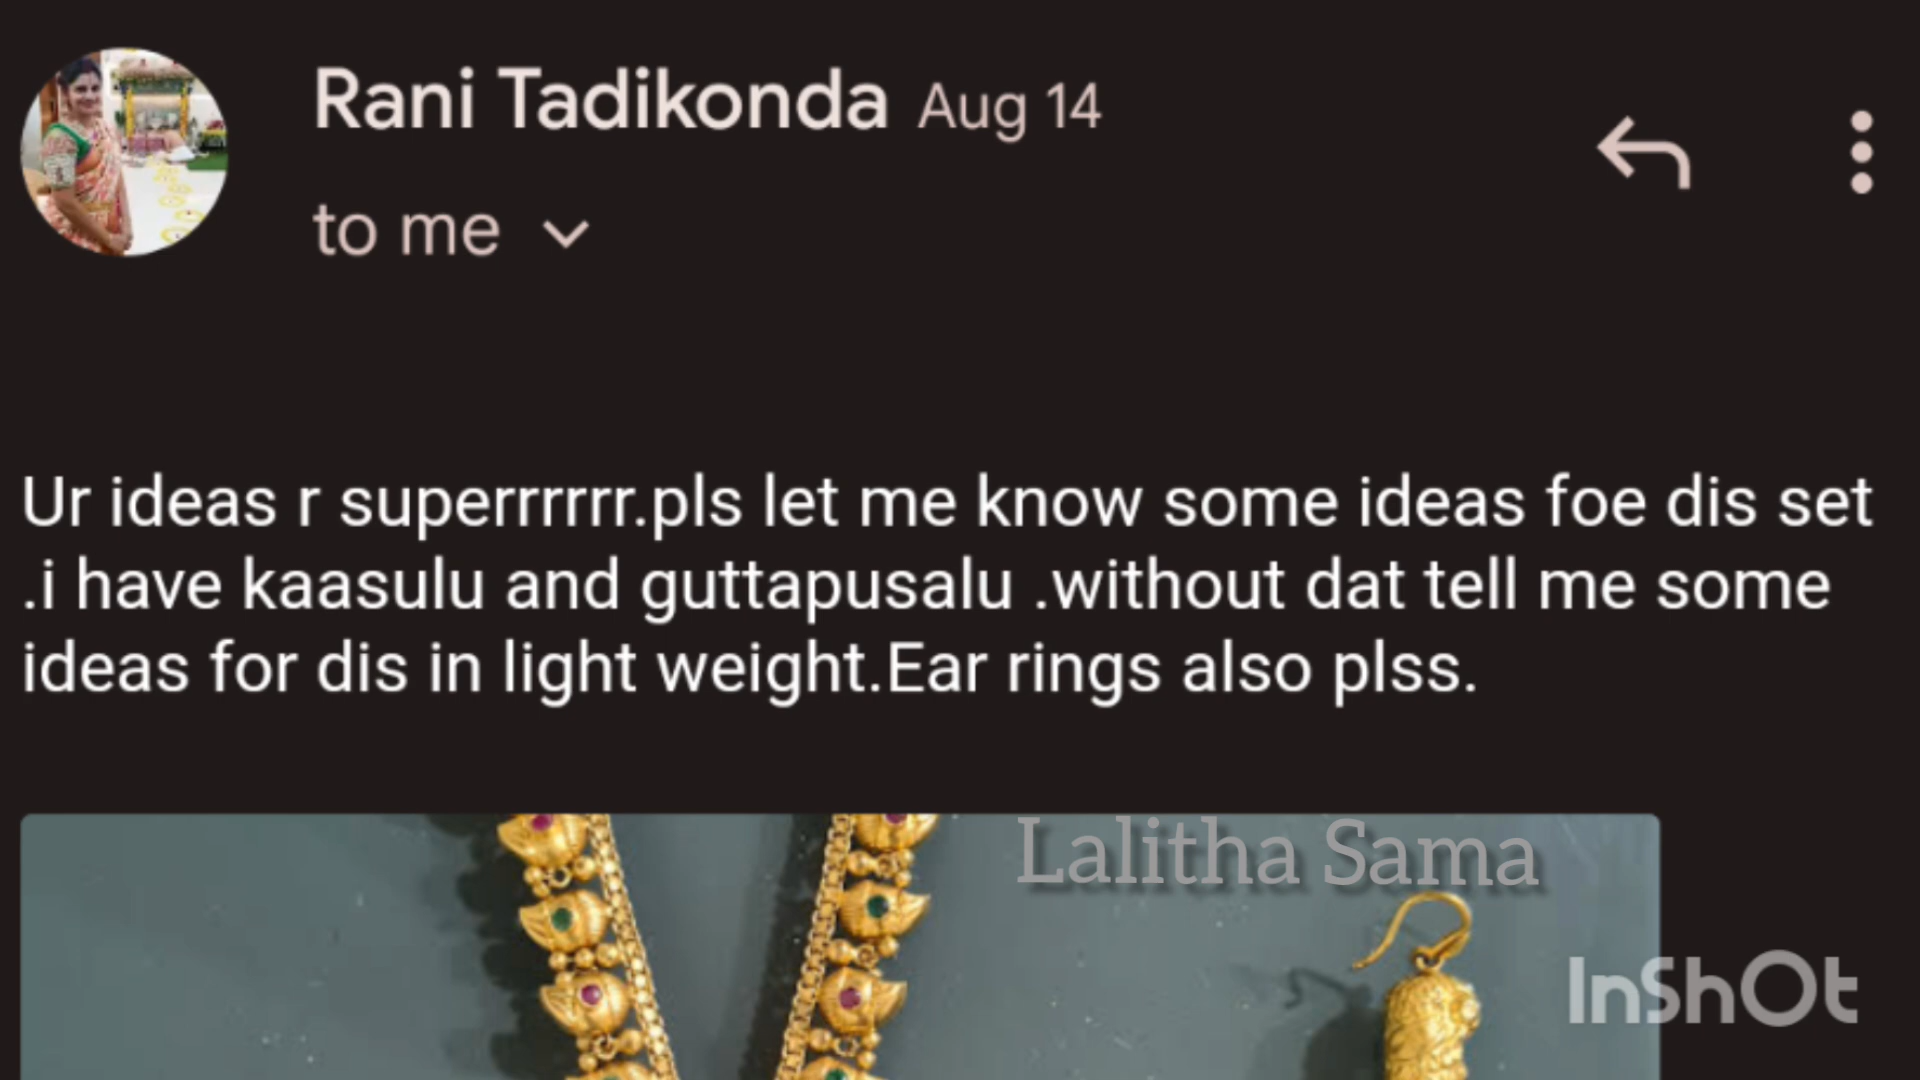 Rani Tadikonda Aug 14
to me
Ur ideas r superrrrrr.pls let me know some ideas foe dis set
.i have kaasulu and guttapusalu .without dat tell me some
ideas for dis in light weight.Ear rings also plss.
Lalitha Sama
InShOt